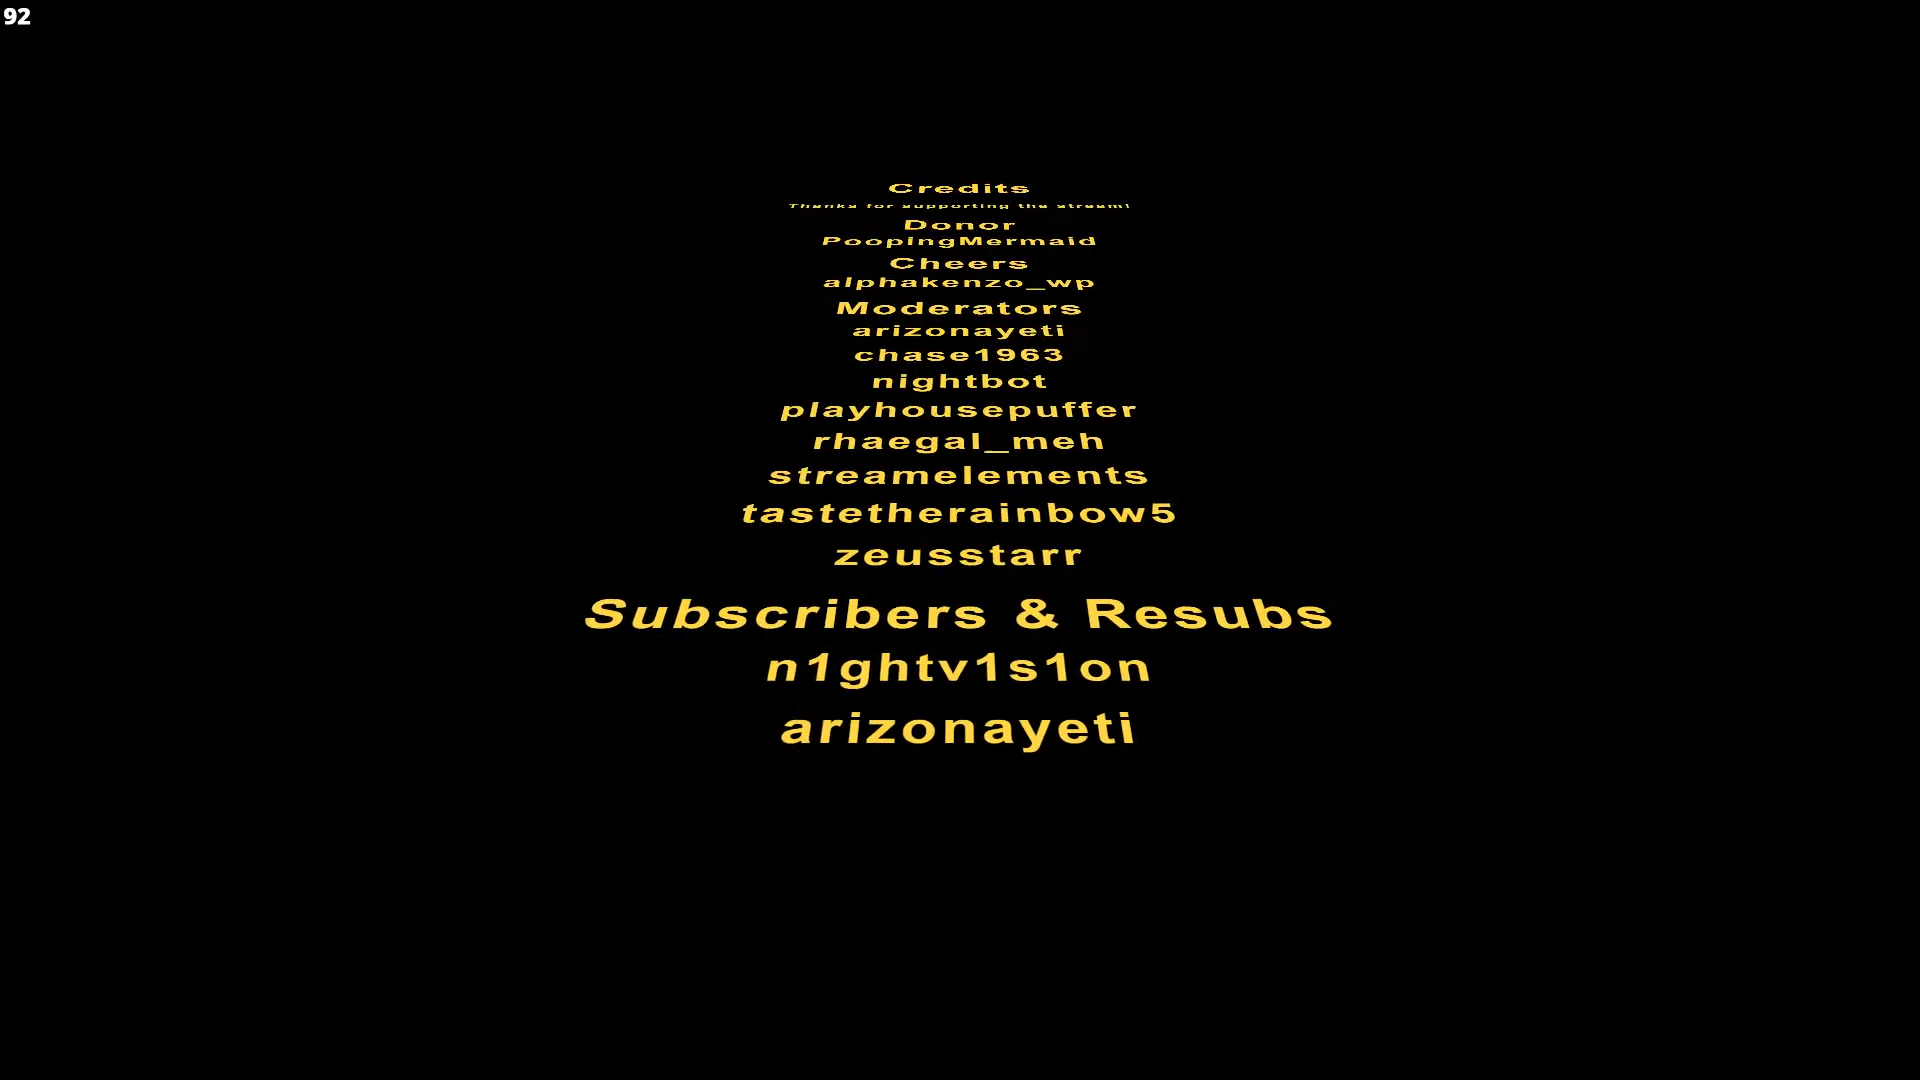 92
Credits
Thanks for supporting the stream!
Donor
PoopingMermaid
Cheers
alphakenzo_wp
Moderators
arizonayeti
chase1963
nightbot
playhousepuffer
rhaegal_meh
streamelements
tastetherainbow5
zeusstarr
Subscribers & Resubs
n1ghtv1s1on
arizonayeti